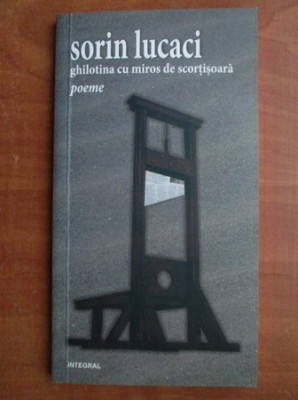 sorin lucaci
ghilotina cu miros de scorțișoară
poeme
INTEGRAL